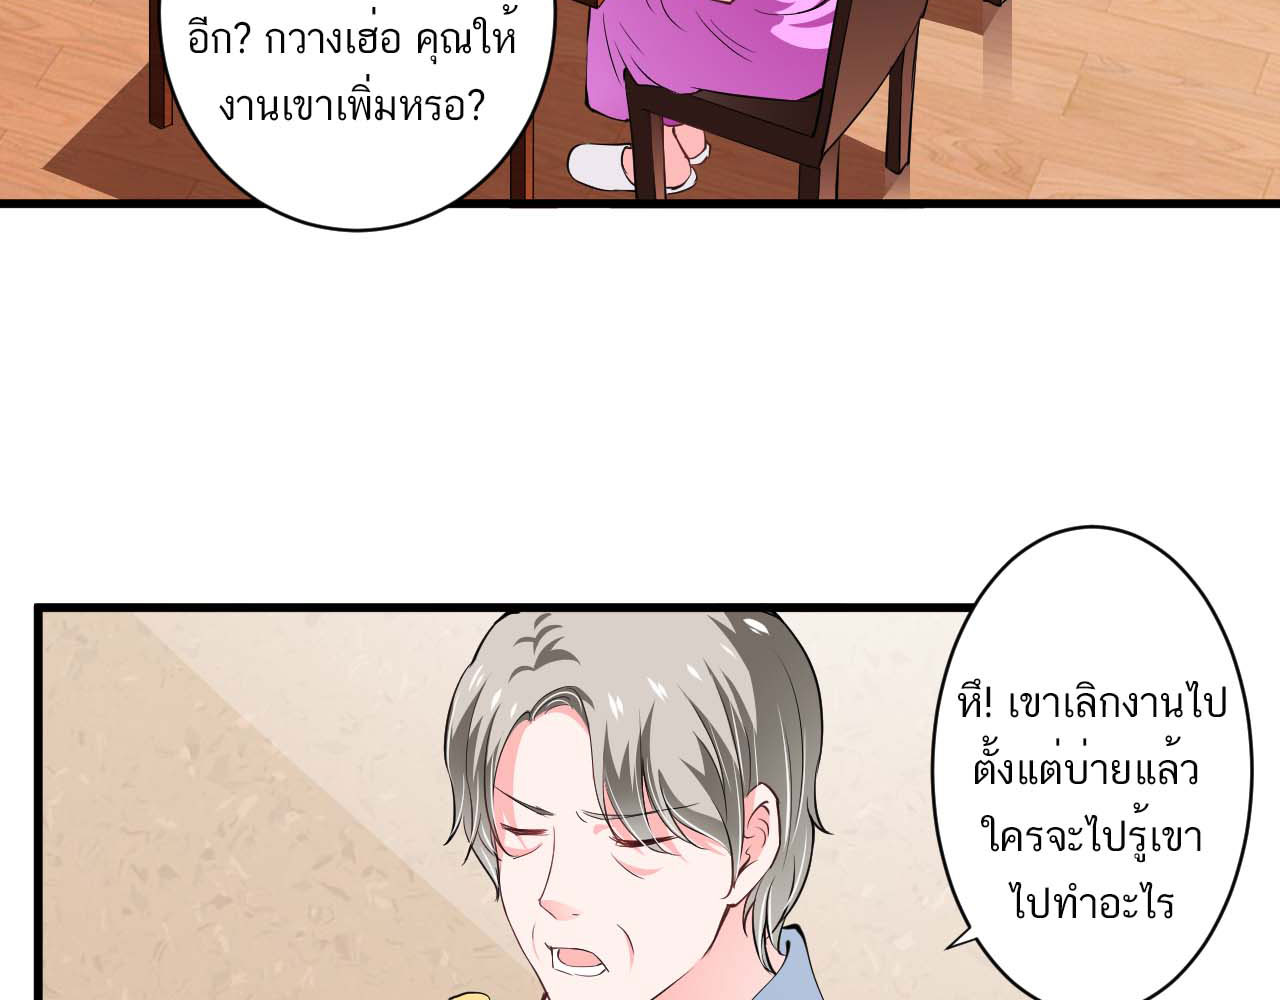 อีก? กวางเฮ่อ คุณให้
งานเขาเพิ่มหรอ?
หึ! เขาเลิกงานไป
ตั้งแต่บ่ายแล้ว
ใครจะไปรู้เขา
ไปทำอะไร